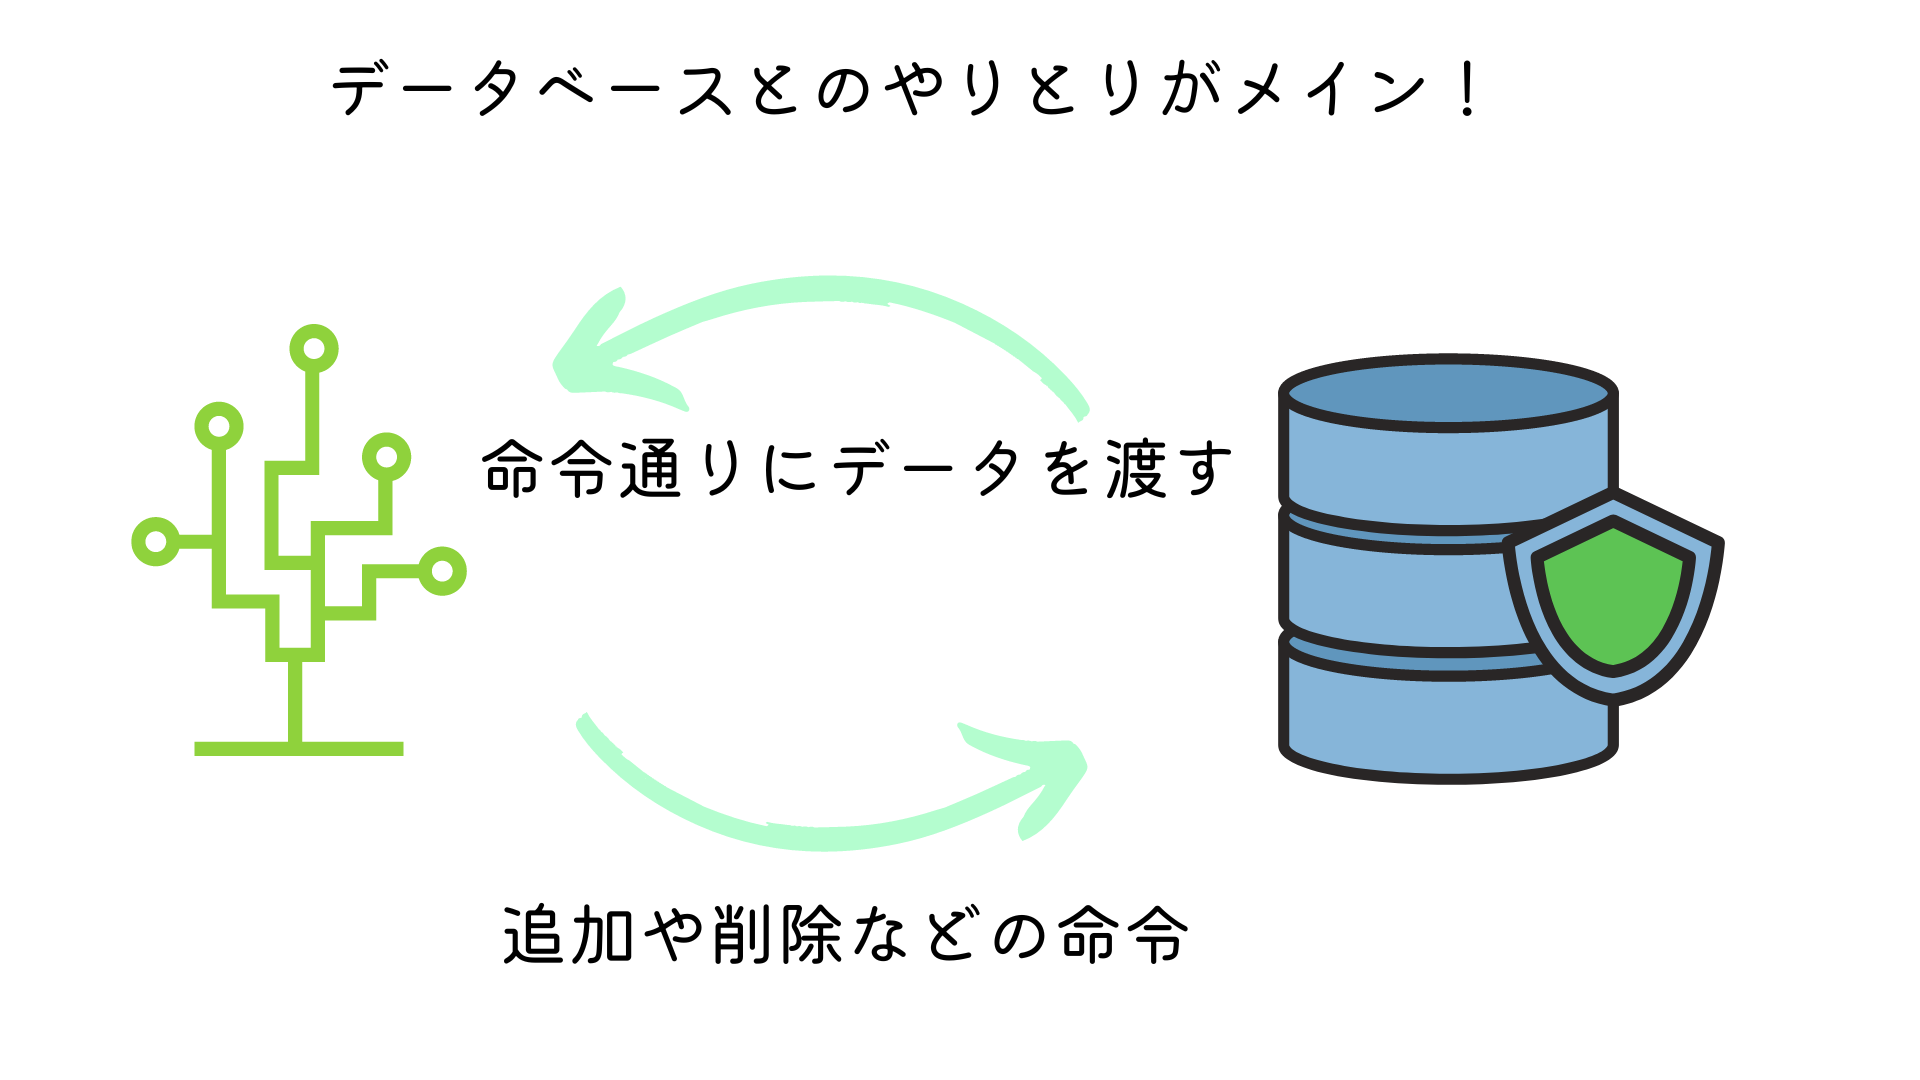 データベースとのやりとりがメイン！
命令通りにデータを渡す
追加や削除などの命令